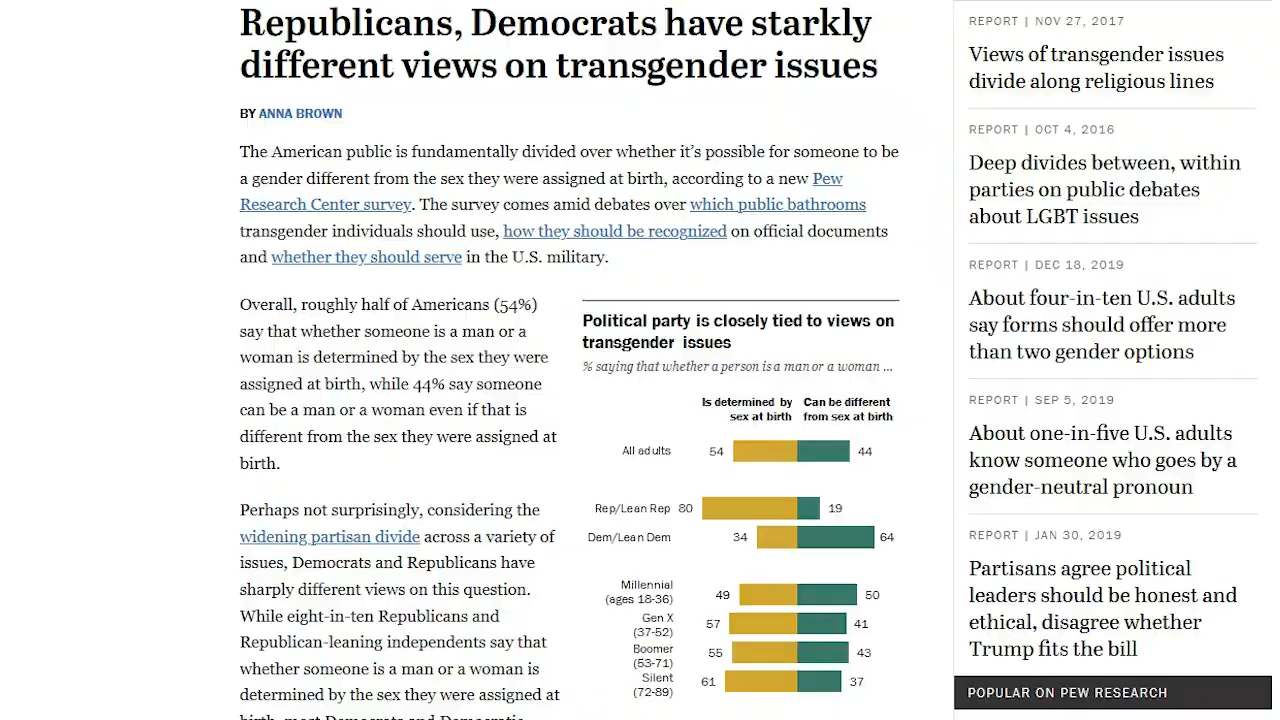 Republicans, Democrats have starkly
different views on transgender issues
BY ANNA BROWN
The American public is fundamentally divided over whether it's possible for someone to be
a gender different from the sex they were assigned at birth, according to a new Pew
Research Center survey. The survey comes amid debates over which public bathrooms
transgender individuals should use, how they should be recognized on official documents
and whether they should serve in the U.S. military.
Overall, roughly half of Americans (54%)
say that whether someone is a man or a
woman is determined by the sex they were
assigned at birth, while 44% say someone
can be a man or a woman even if that is
different from the sex they were assigned at
birth.
Perhaps not surprisingly, considering the
widening partisan divide across a variety of
issues, Democrats and Republicans have
sharply different views on this question.
While eight-in-ten Republicans and
Republican-leaning independents say that
whether someone is a man or a woman is
determined by the sex they were assigned at
birth, most Democrats and Democratic-
Political party is closely tied to views on
transgender issues
% saying that whether a person is a man or a woman ...
Is determined by Can be different
sex at birth from sex at birth
All adults 54 44
Rep/Lean Rep 80 19
Dem/Lean Dem 34 64
Millennial
(ages 18-36) 49 50
Gen X
(37-52) 57 41
Boomer
(53-71) 55 43
Silent
(72-89) 61 37
REPORT | NOV 27, 2017
Views of transgender issues
divide along religious lines
REPORT | OCT 4, 2016
Deep divides between, within
parties on public debates
about LGBT issues
REPORT | DEC 18, 2019
About four-in-ten U.S. adults
say forms should offer more
than two gender options
REPORT | SEP 5, 2019
About one-in-five U.S. adults
know someone who goes by a
gender-neutral pronoun
REPORT | JAN 30, 2019
Partisans agree political
leaders should be honest and
ethical, disagree whether
Trump fits the bill
POPULAR ON PEW RESEARCH